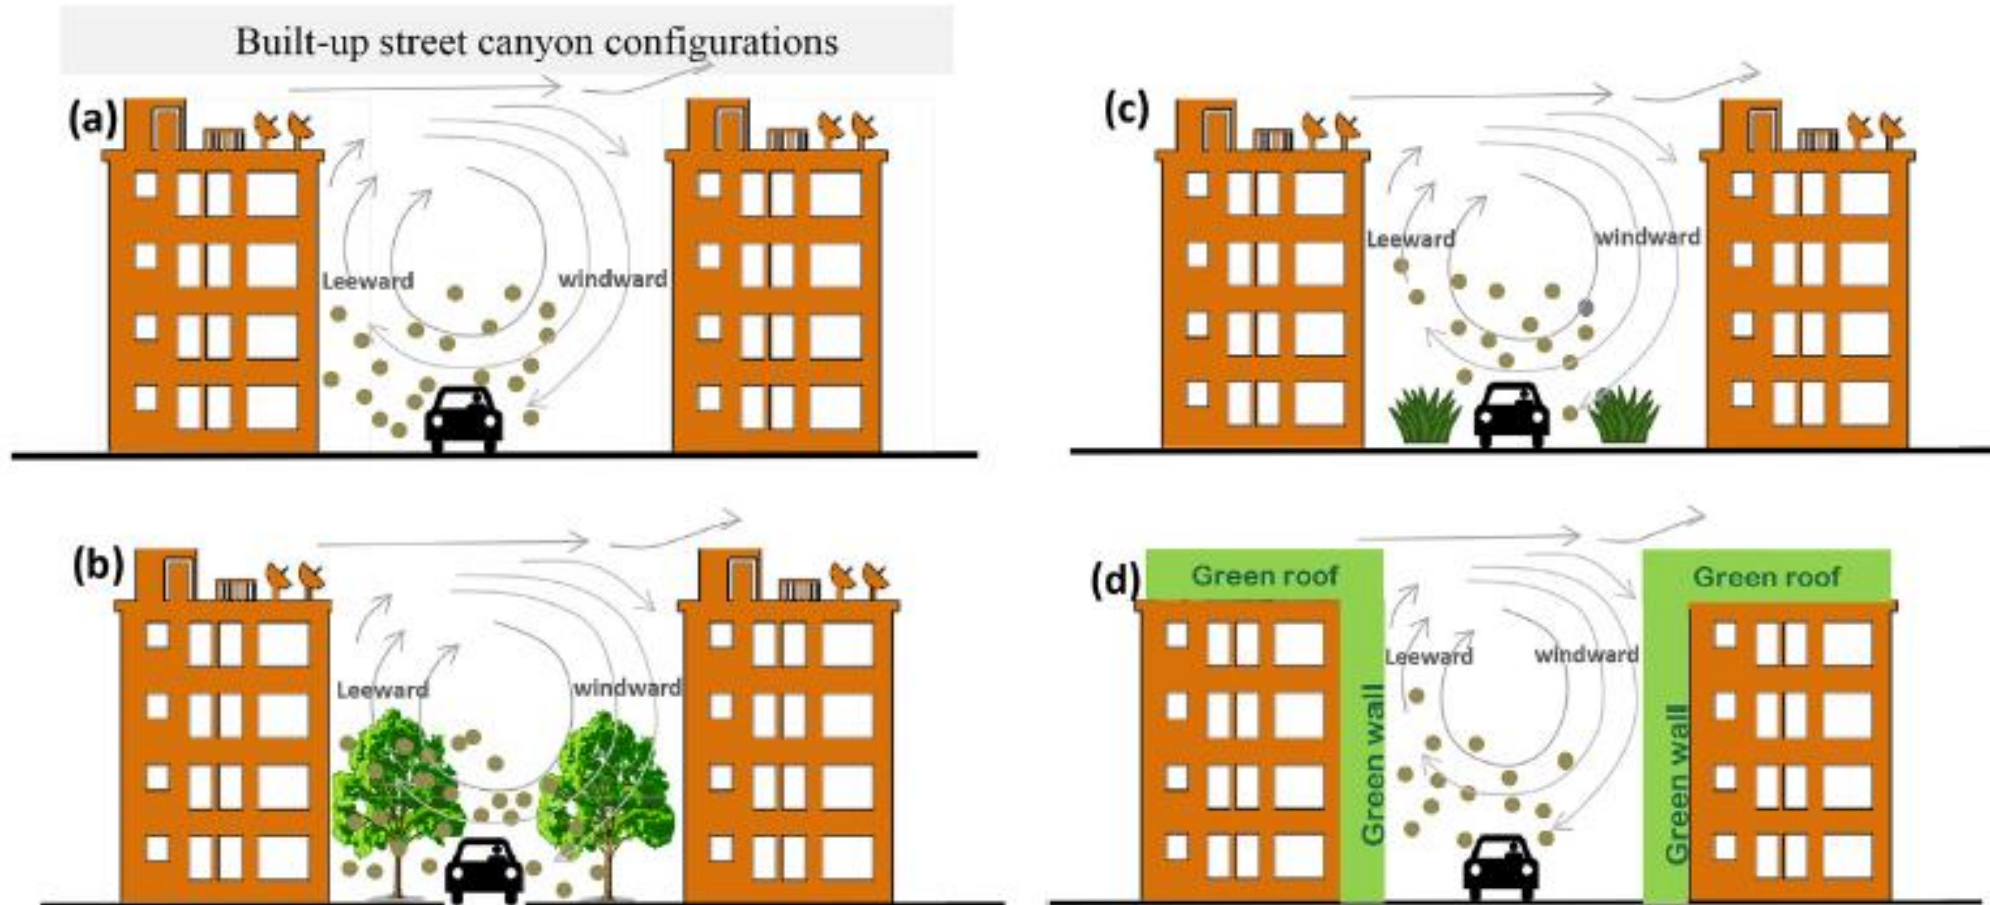 Built-up street canyon configurations
(a)
Leeward
windward
(c)
Leeward
windward
(b)
Leeward
windward
(d)
Green roof
Green roof
Leeward
windward
Green wall
Green wall